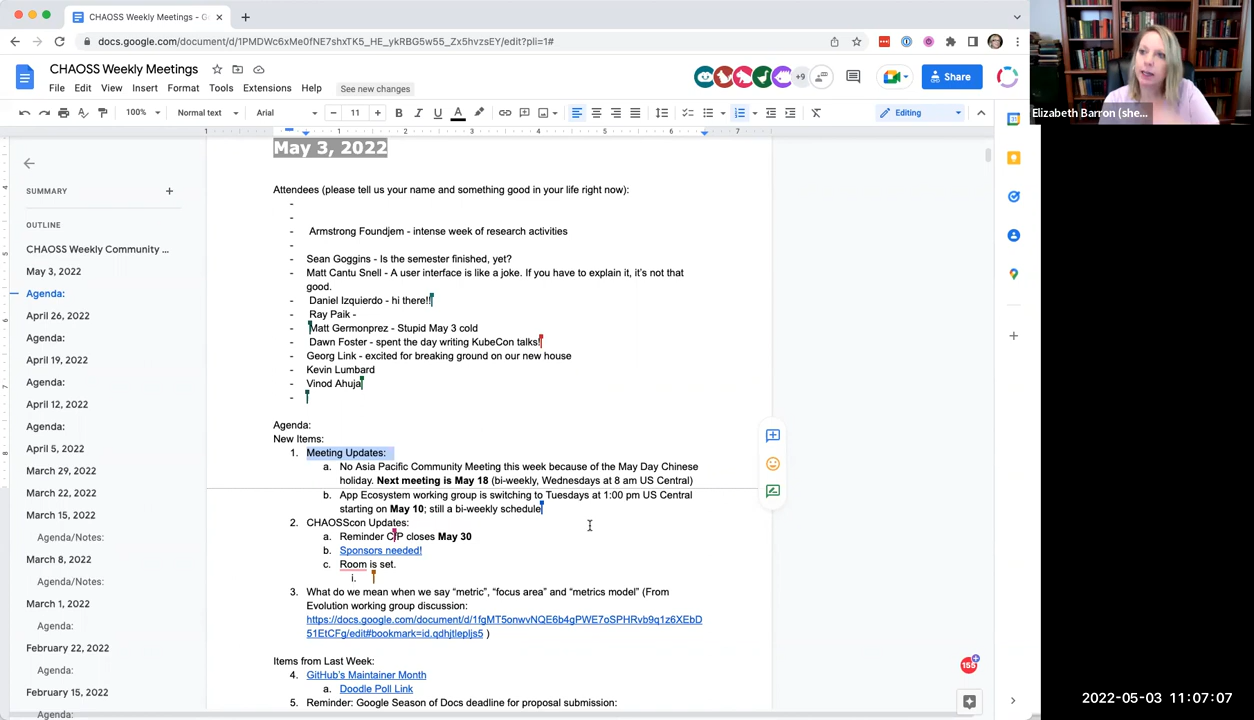 CHAOSS Weekly Meetings - G
docs.google.com/document/d/1PMDWc6xMe0fNE7shxTK5_HE_ykRBG5w55_Zx5hvzsEY/edit?pli=1#
CHAOSS Weekly Meetings
File Edit View Insert Format Tools Extensions Help
See new changes
+9
Share
100% Normal text Arial 11
Editing
Elizabeth Barron (she...
1 1 2 3 4 5 6 7
SUMMARY
OUTLINE
CHAOSS Weekly Community ...
May 3, 2022
Agenda:
April 26, 2022
Agenda:
April 19, 2022
Agenda:
April 12, 2022
Agenda:
April 5, 2022
March 29, 2022
March 22, 2022
March 15, 2022
Agenda/Notes:
March 8, 2022
Agenda/Notes:
March 1, 2022
Agenda:
February 22, 2022
Agenda:
February 15, 2022
Agenda:
May 3, 2022
Attendees (please tell us your name and something good in your life right now):
-
-
- Armstrong Foundjem - intense week of research activities
-
- Sean Goggins - Is the semester finished, yet?
- Matt Cantu Snell - A user interface is like a joke. If you have to explain it, it's not that
good.
- Daniel Izquierdo - hi there!!
- Ray Paik -
- Matt Germonprez - Stupid May 3 cold
- Dawn Foster - spent the day writing KubeCon talks!
- Georg Link - excited for breaking ground on our new house
- Kevin Lumbard
- Vinod Ahuja
-
Agenda:
New Items:
1. Meeting Updates:
a. No Asia Pacific Community Meeting this week because of the May Day Chinese
holiday. Next meeting is May 18 (bi-weekly, Wednesdays at 8 am US Central)
b. App Ecosystem working group is switching to Tuesdays at 1:00 pm US Central
starting on May 10; still a bi-weekly schedule
2. CHAOSScon Updates:
a. Reminder CfP closes May 30
b. Sponsors needed!
c. Room is set.
i.
3. What do we mean when we say “metric”, “focus area” and “metrics model” (From
Evolution working group discussion:
https://docs.google.com/document/d/1fgMT5onwvNQE6b4gPWE7oSPHRvb9q1z6XEbD
51EtCFg/edit#bookmark=id.qdhjtlepljs5 )
Items from Last Week:
4. GitHub's Maintainer Month
a. Doodle Poll Link
5. Reminder: Google Season of Docs deadline for proposal submission:
155
2022-05-03 11:07:07